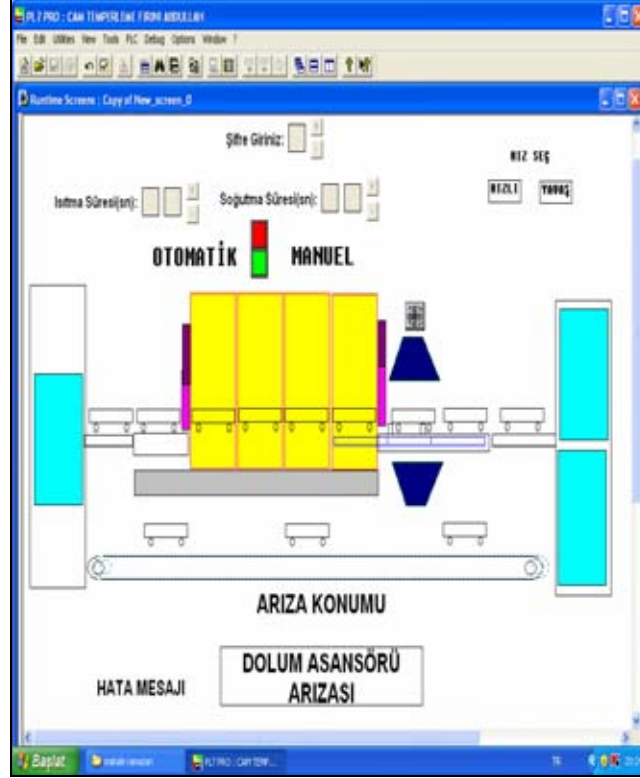 PL7 PRO : CAM TEMPERLEME FIRINI ABDULLAH
File Edit Utilities View Tools PLC Debug Options Window ?
Runtime Screens : Copy of New_screen_0
Şifre Giriniz:
HIZ SEÇ
HIZLI YAVAŞ
Isıtma Süresi(sn): Soğutma Süresi(sn):
OTOMATİK MANUEL
ARIZA KONUMU
HATA MESAJI
DOLUM ASANSÖRÜ
ARIZASI
Başlat
PL7 PRO : CAM TEMP...
TR